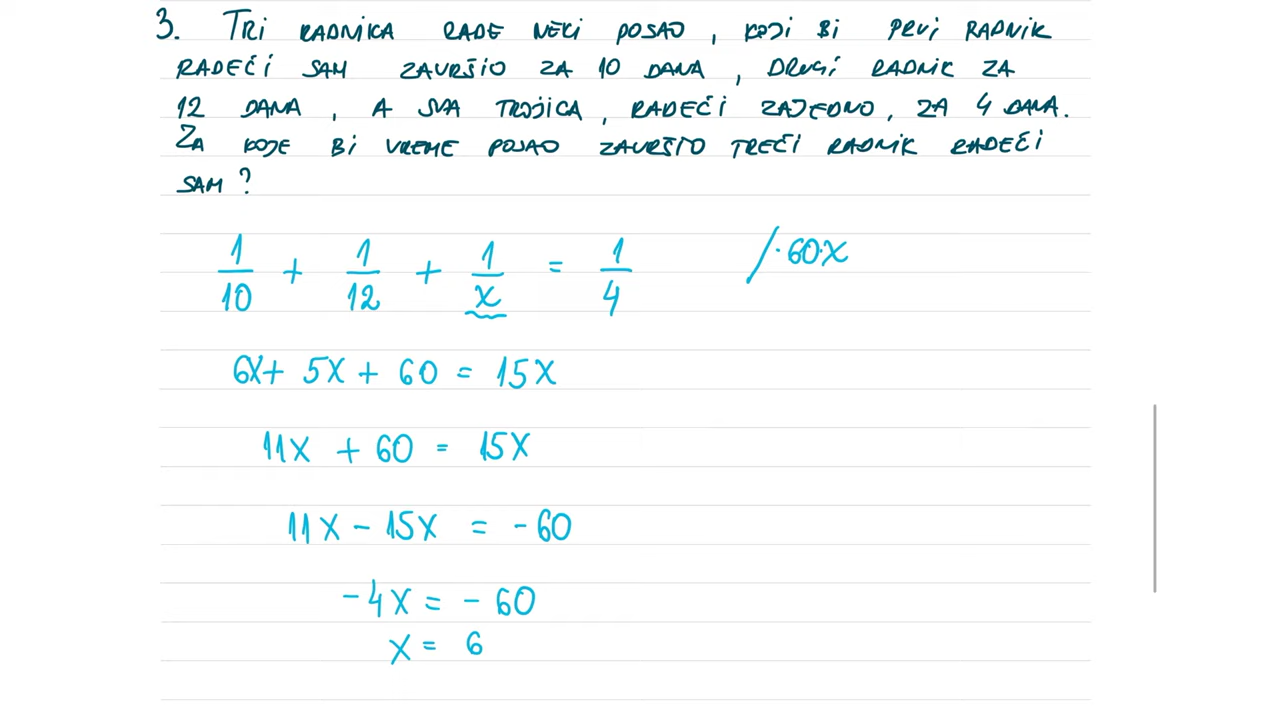 3. TRI RADNIKA RADE NEKI POSAO, KOJI BI PRVI RADNIK
RADEĆI SAM ZAVRŠIO ZA 10 DANA, DRUGI RADNIK ZA
12 DANA, A SVA TROJICA, RADEĆI ZAJEDNO, ZA 4 DANA.
ZA KOJE BI VREME POSAO ZAVRŠIO TREĆI RADNIK RADEĆI
SAM?
1/10 + 1/12 + 1/x = 1/4 /·60·x
6x + 5x + 60 = 15x
11x + 60 = 15x
11x - 15x = -60
-4x = -60
x = 6